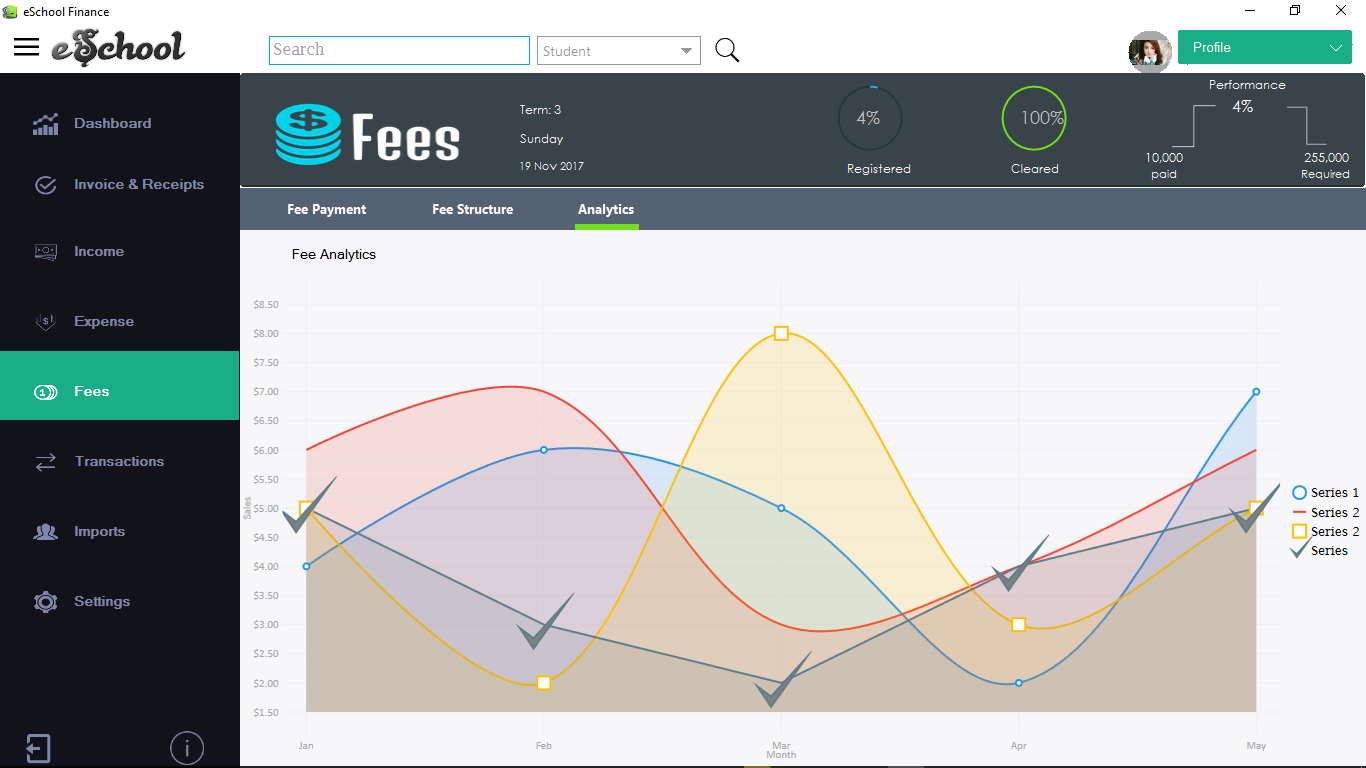 eSchool Finance
eSchool
Search
Student
Profile
Dashboard
Invoice & Receipts
Income
Expense
Fees
Transactions
Imports
Settings
Fees
Term: 3
Sunday
19 Nov 2017
4%
Registered
100%
Cleared
Performance
4%
10,000
paid
255,000
Required
Fee Payment
Fee Structure
Analytics
Fee Analytics
$8.50
$8.00
$7.50
$7.00
$6.50
$6.00
$5.50
$5.00
$4.50
$4.00
$3.50
$3.00
$2.50
$2.00
$1.50
Sales
Jan
Feb
Mar
Apr
May
Month
Series 1
Series 2
Series 2
Series